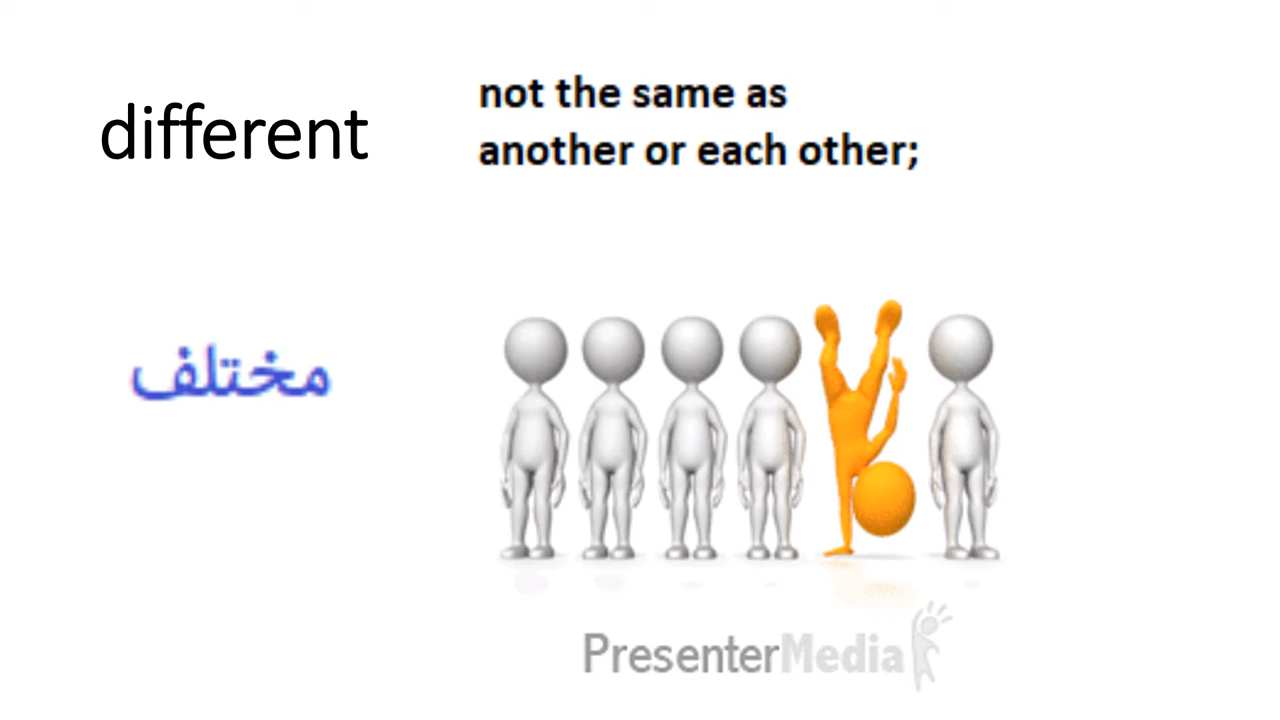 different
not the same as
another or each other;
مختلف
PresenterMedia